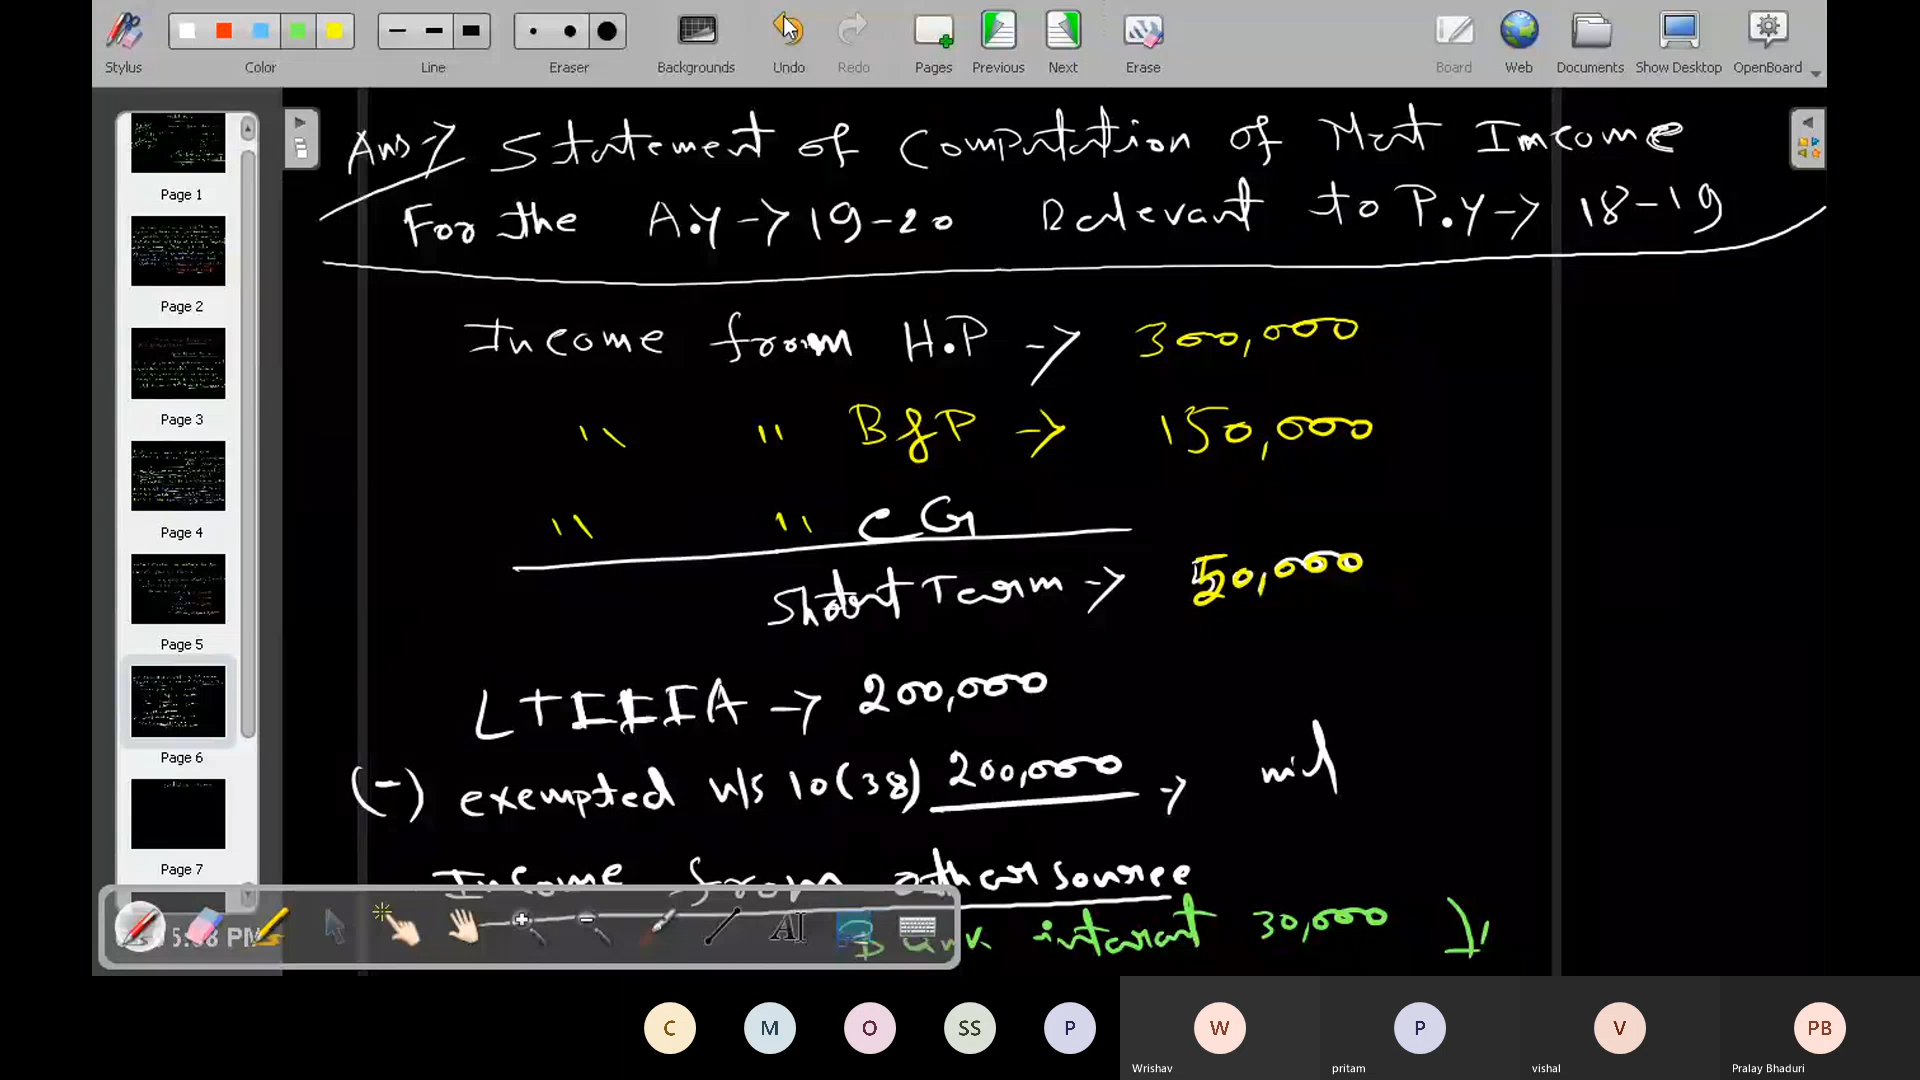 Stylus Color Line Eraser Backgrounds Undo Redo Pages Previous Next Erase Board Web Documents Show Desktop OpenBoard
Page 1
Page 2
Page 3
Page 4
Page 5
Page 6
Page 7
Ans/ Statement of Computation of Net Income
For the A.Y -> 19-20 Relevant to P.Y -> 18-19
Income from H.P -> 300,000
" " B&P -> 150,000
" " CG
Short Term -> 50,000
LT -> 200,000
(-) exempted u/s 10(38) 200,000 -> nil
Income from other source
Bank interest 30,000
5: PM
C M O SS P W P V PB
Wrishav pritam vishal Pralay Bhaduri